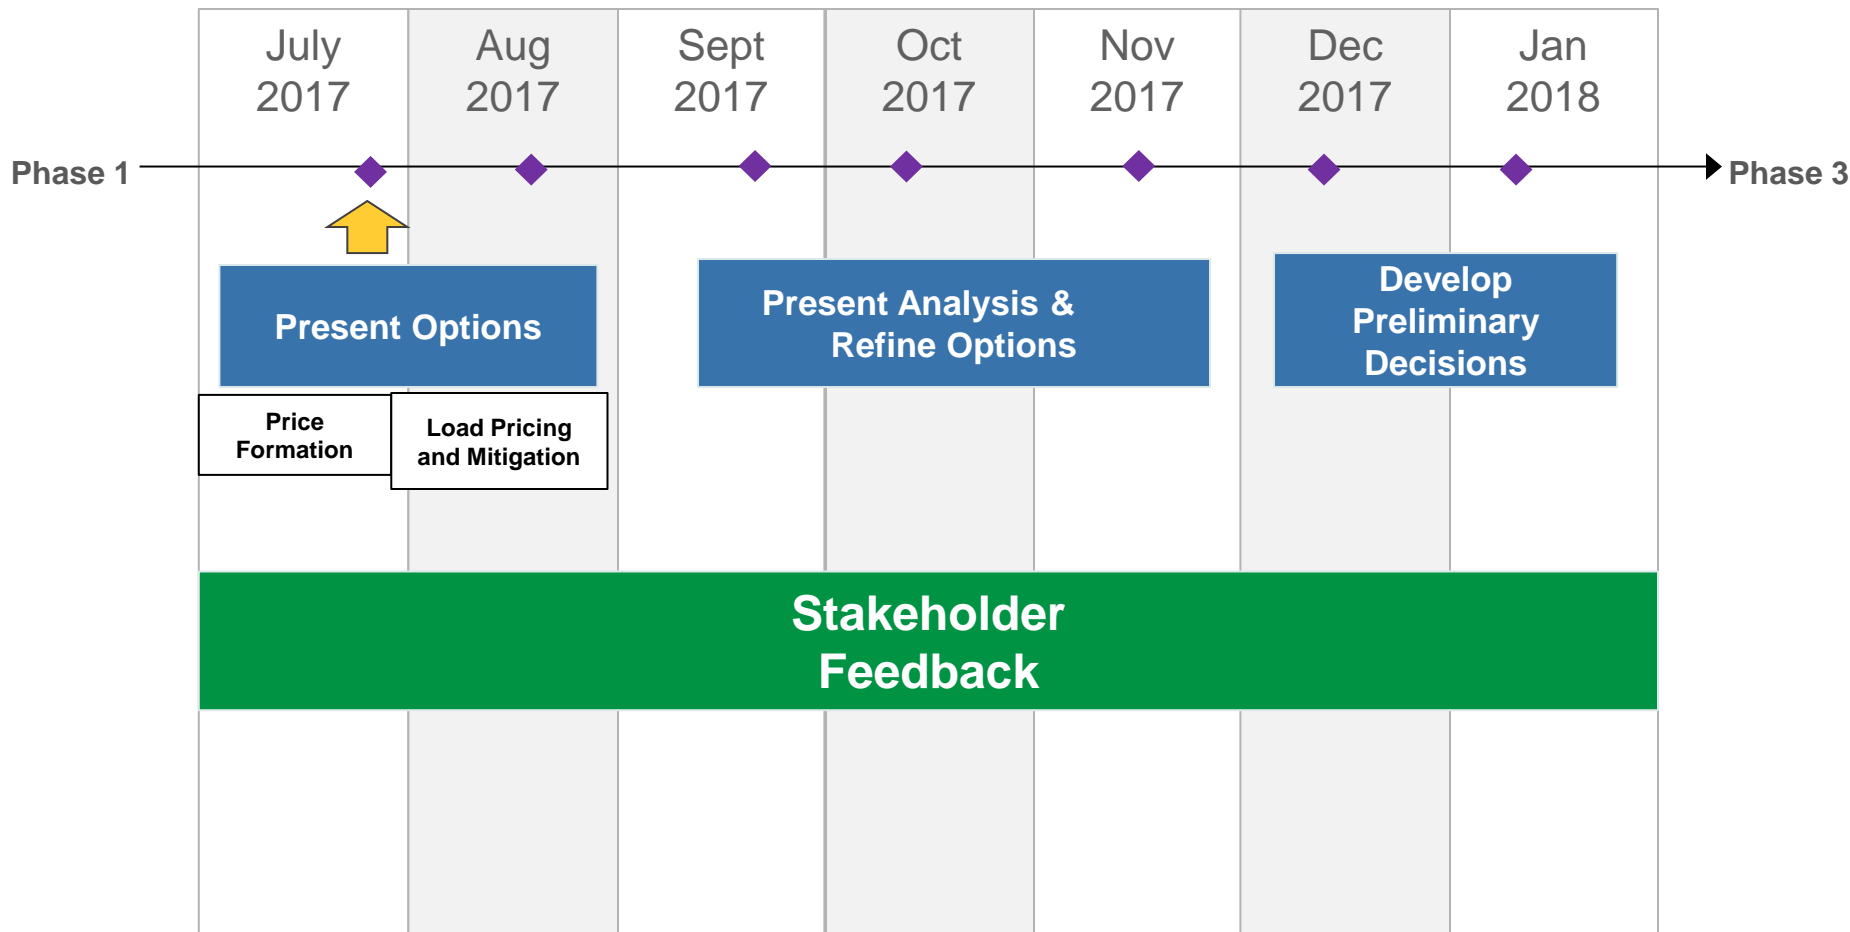 July
2017
Aug
2017
Sept
2017
Oct
2017
Nov
2017
Dec
2017
Jan
2018
Phase 1
Phase 3
Present Options
Present Analysis &
Refine Options
Develop
Preliminary
Decisions
Price
Formation
Load Pricing
and Mitigation
Stakeholder
Feedback